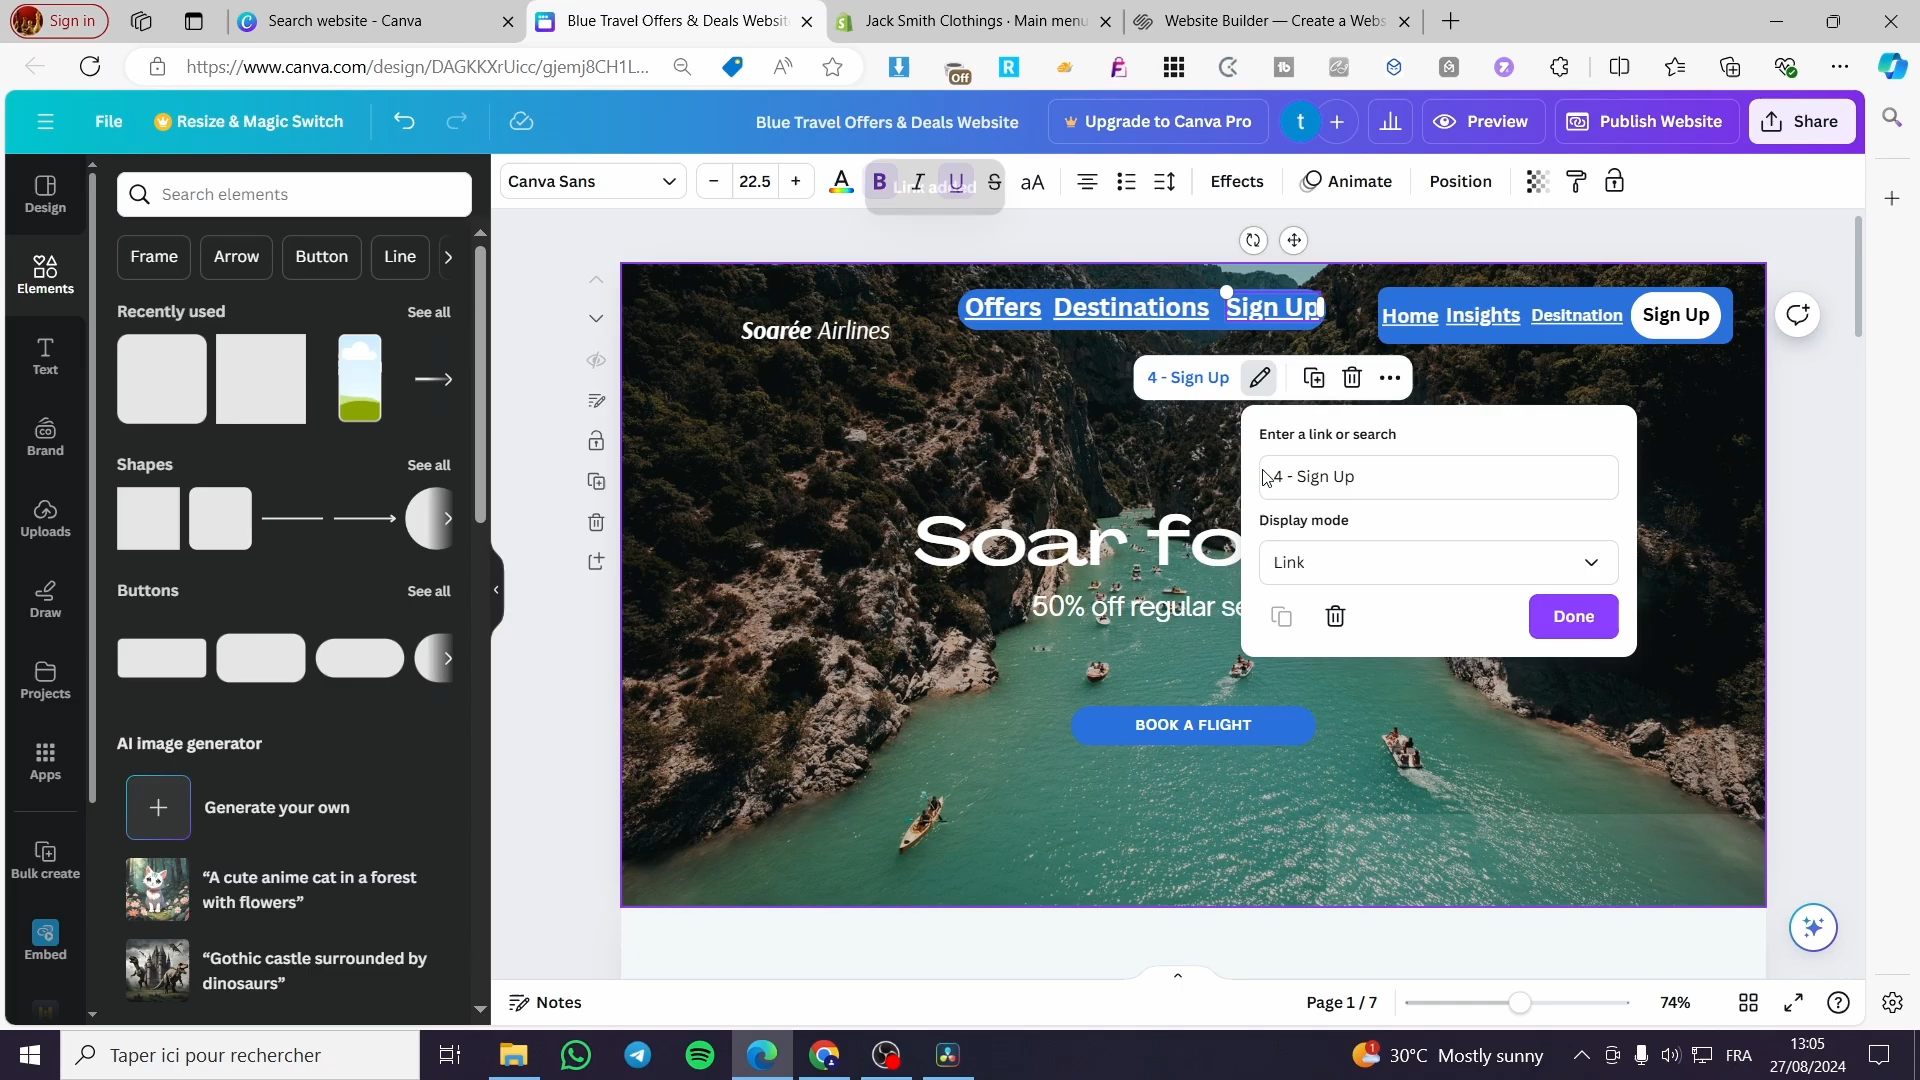 Sign in
Search website - Canva
Blue Travel Offers & Deals Websit
Jack Smith Clothings · Main menu
Website Builder — Create a Webs
https://www.canva.com/design/DAGKKXrUicc/gjemj8CH1L...
Off
File
Resize & Magic Switch
Blue Travel Offers & Deals Website
Upgrade to Canva Pro
t
Preview
Publish Website
Share
Design
Elements
Text
Brand
Uploads
Draw
Projects
Apps
Bulk create
Embed
Search elements
Frame
Arrow
Button
Line
Recently used
See all
Shapes
See all
Buttons
See all
AI image generator
Generate your own
“A cute anime cat in a forest
with flowers”
“Gothic castle surrounded by
dinosaurs”
Canva Sans
22.5
A
B
I
U
S
aA
Link added
Effects
Animate
Position
Soarée Airlines
Offers Destinations Sign Up
Home Insights Desitnation Sign Up
4 - Sign Up
Enter a link or search
4 - Sign Up
Display mode
Link
Done
Soar fo
50% off regular se
BOOK A FLIGHT
Notes
Page 1 / 7
74%
Taper ici pour rechercher
30°C Mostly sunny
FRA
13:05
27/08/2024